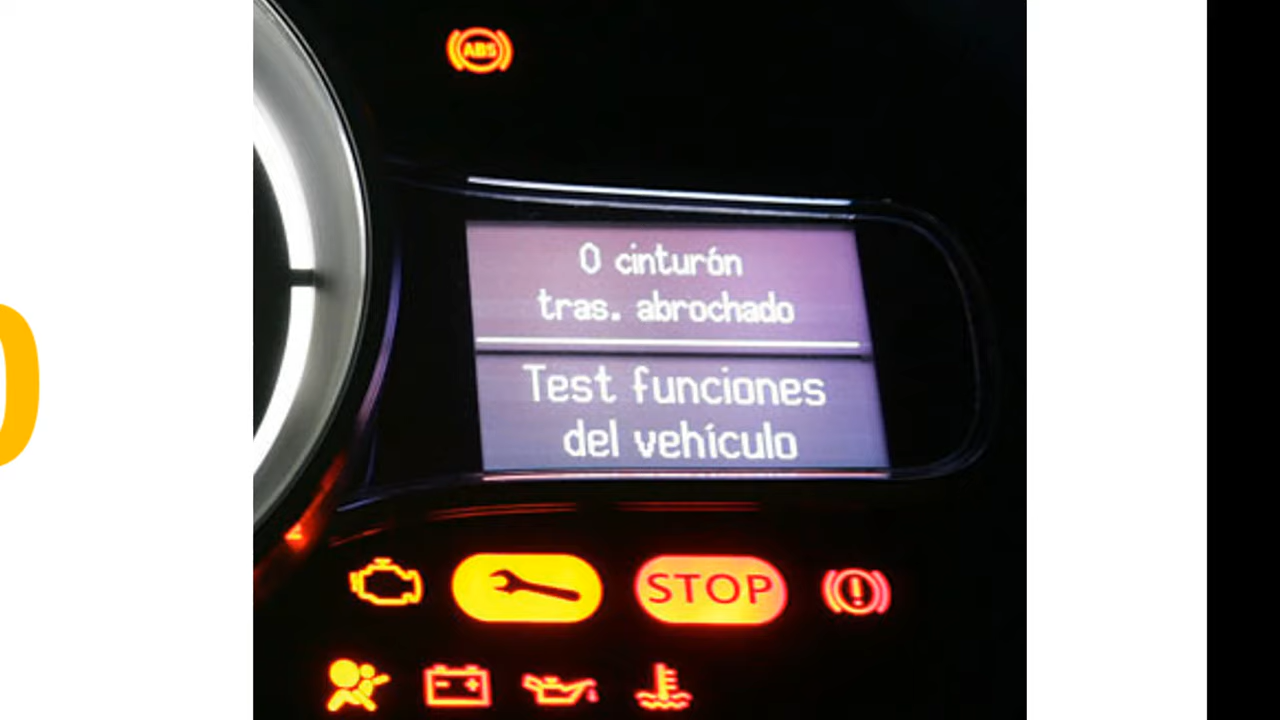 ABS
0 cinturón
tras. abrochado
Test funciones
del vehículo
STOP